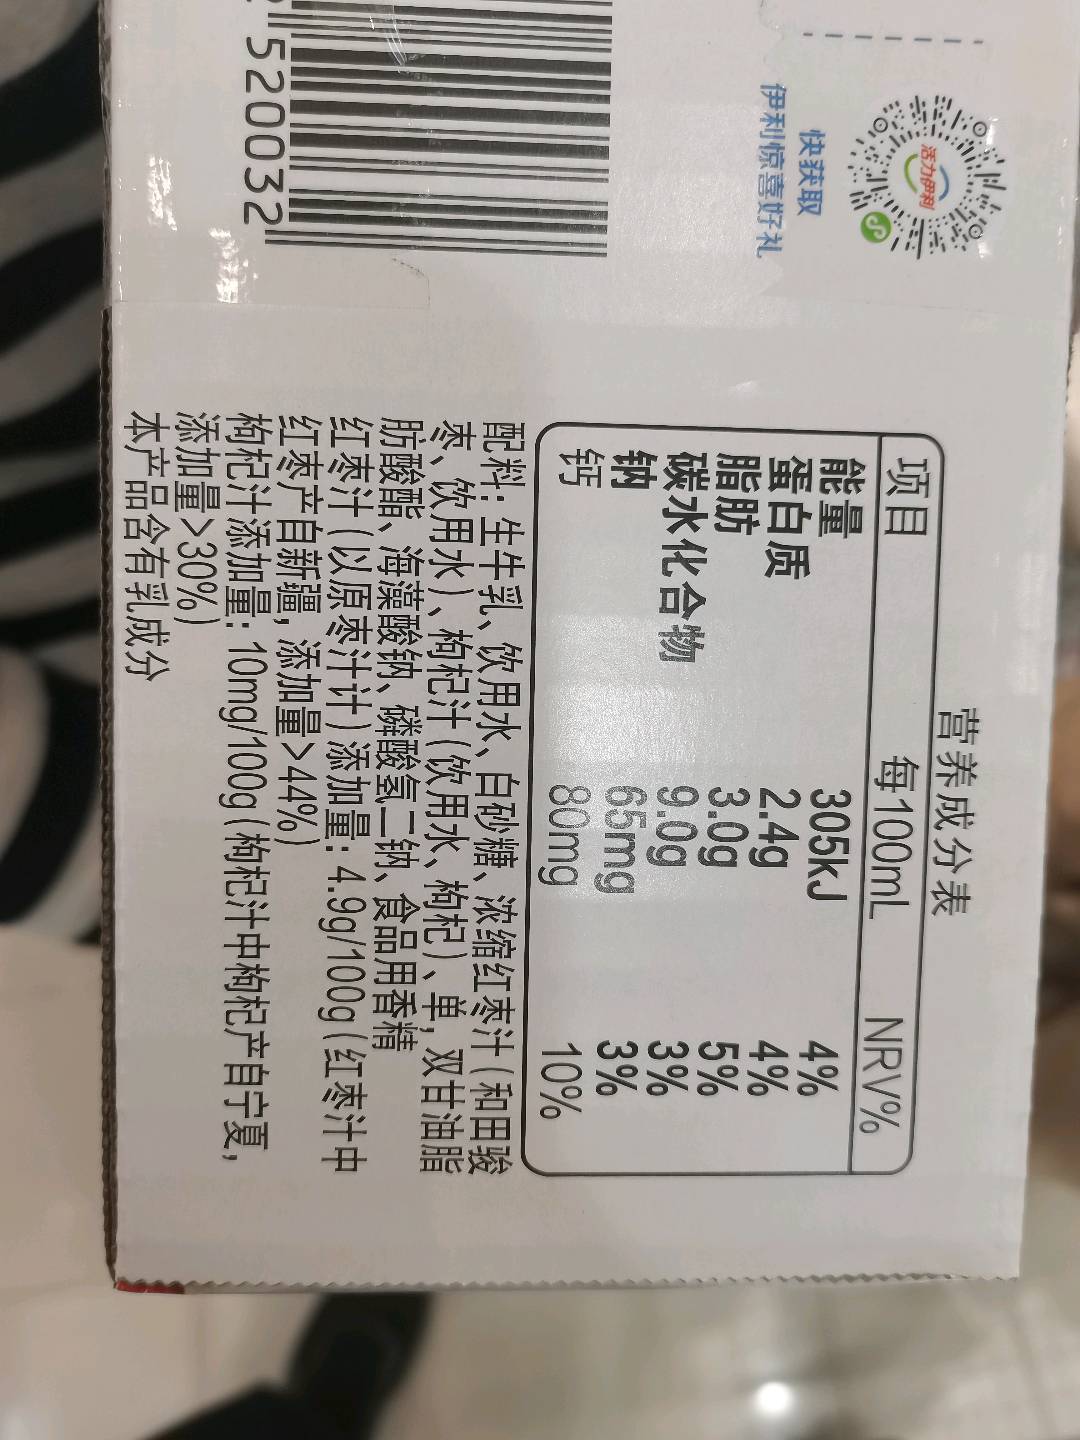 520032
活力伊利
快获取
伊利惊喜好礼
营养成分表
项目 每100mL NRV%
能量 305kJ 4%
蛋白质 2.4g 4%
脂肪 3.0g 5%
碳水化合物 9.0g 3%
钠 65mg 3%
钙 80mg 10%
配料：生牛乳、饮用水、白砂糖、浓缩红枣汁（和田骏
枣、饮用水）、枸杞汁（饮用水、枸杞）、单，双甘油脂
肪酸酯、海藻酸钠、磷酸氢二钠、食品用香精
红枣汁（以原枣汁计）添加量：4.9g/100g（红枣汁中
红枣产自新疆，添加量>44%）
枸杞汁添加量：10mg/100g（枸杞汁中枸杞产自宁夏，
添加量>30%）
本产品含有乳成分